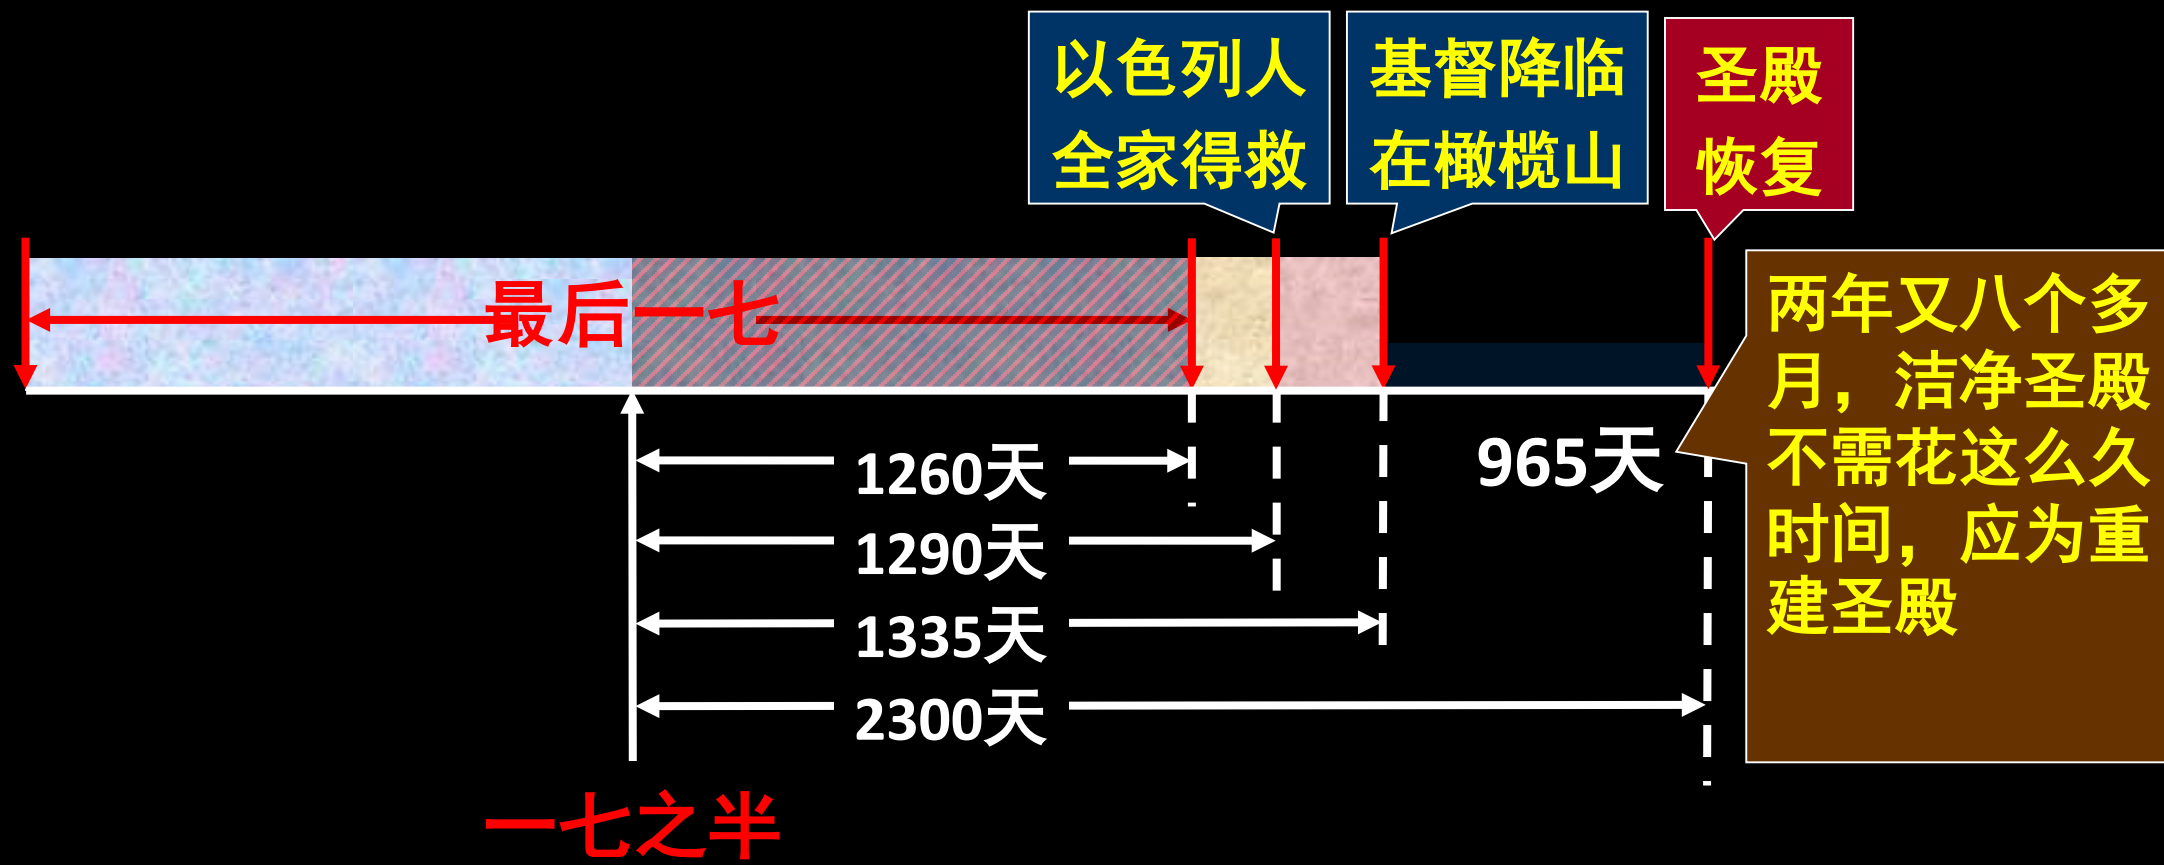 以色列人
全家得救
基督降临
在橄榄山
圣殿
恢复
最后一七
两年又八个多
月，洁净圣殿
不需花这么久
时间，应为重
建圣殿
965天
1260天
1290天
1335天
2300天
一七之半